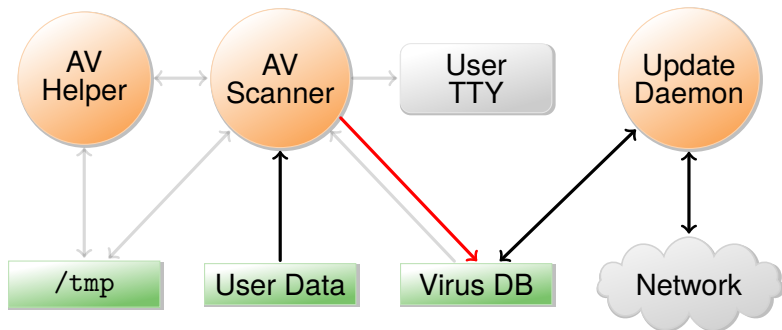 AV
Helper
AV
Scanner
User
TTY
Update
Daemon
/tmp
User Data
Virus DB
Network